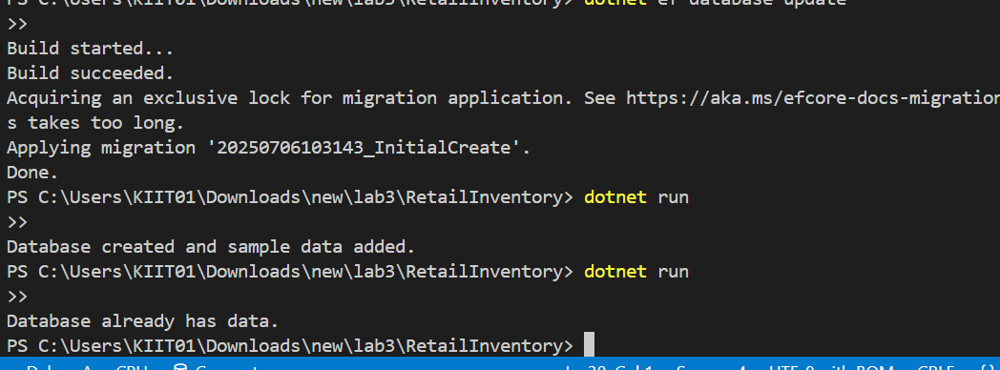 PS C:\Users\KIIT01\Downloads\new\lab3\RetailInventory> dotnet ef database update
>>
Build started...
Build succeeded.
Acquiring an exclusive lock for migration application. See https://aka.ms/efcore-docs-migration
s takes too long.
Applying migration '20250706103143_InitialCreate'.
Done.
PS C:\Users\KIIT01\Downloads\new\lab3\RetailInventory> dotnet run
>>
Database created and sample data added.
PS C:\Users\KIIT01\Downloads\new\lab3\RetailInventory> dotnet run
>>
Database already has data.
PS C:\Users\KIIT01\Downloads\new\lab3\RetailInventory>